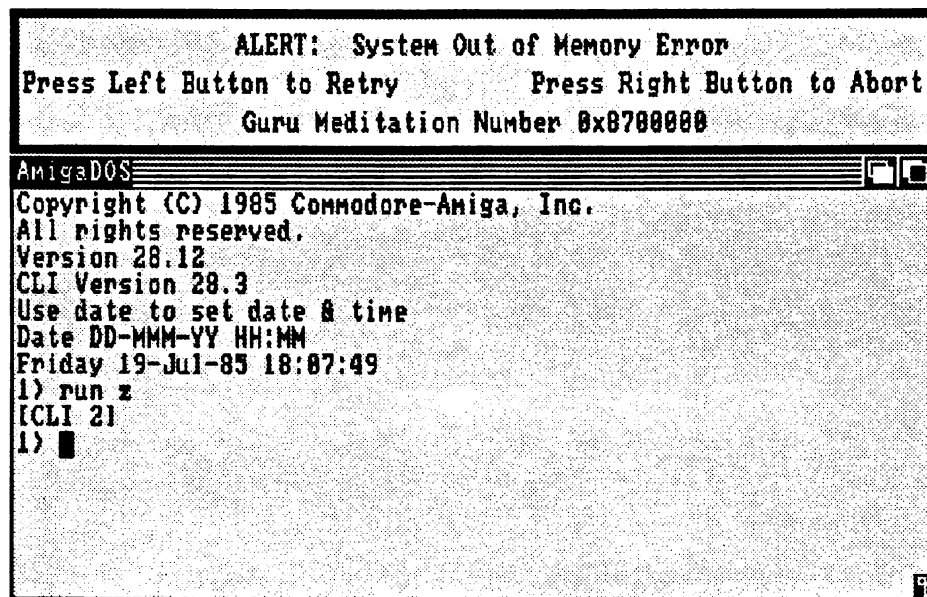 ALERT:   System Out of Memory Error
Press Left Button to Retry          Press Right Button to Abort
Guru Meditation Number 0x8700000
AmigaDOS
Copyright (C) 1985 Commodore-Amiga, Inc.
All rights reserved.
Version 28.12
CLI Version 28.3
Use date to set date & time
Date DD-MMM-YY HH:MM
Friday 19-Jul-85 18:07:49
1> run z
[CLI 2]
1>